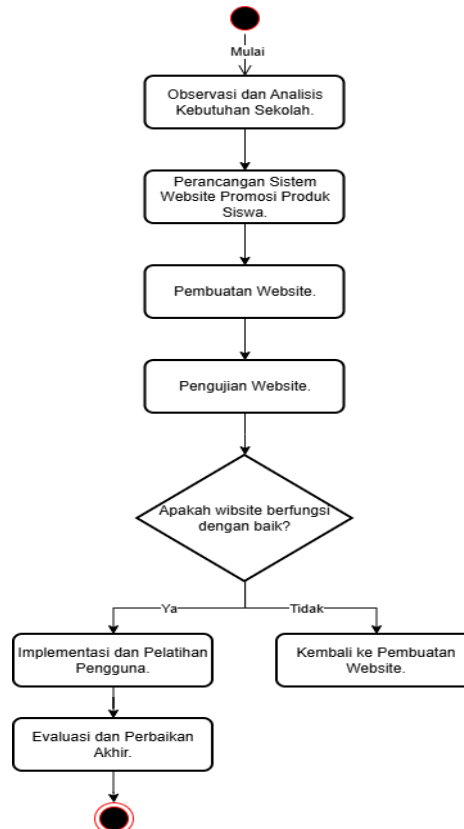 Mulai
Observasi dan Analisis
Kebutuhan Sekolah.
Perancangan Sistem
Website Promosi Produk
Siswa.
Pembuatan Website.
Pengujian Website.
Apakah wibsite berfungsi
dengan baik?
Ya
Tidak
Implementasi dan Pelatihan
Pengguna.
Kembali ke Pembuatan
Website.
Evaluasi dan Perbaikan
Akhir.